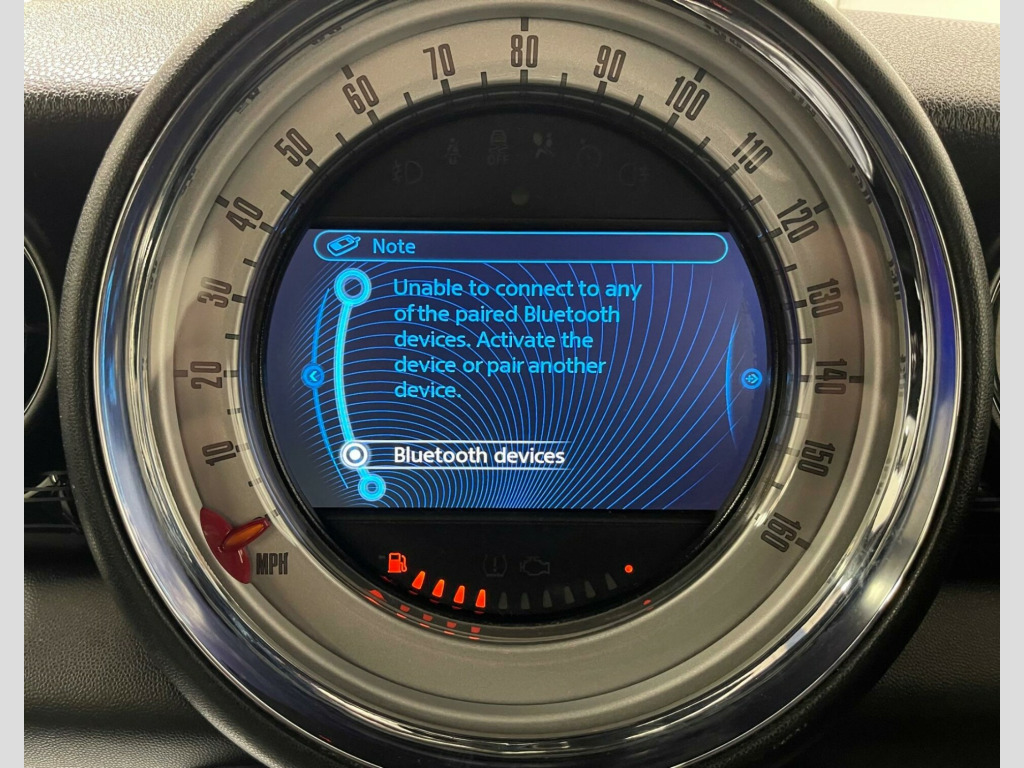 10
20
30
40
50
60
70
80
90
100
110
120
130
140
150
160
MPH
OFF
Note
Unable to connect to any
of the paired Bluetooth
devices. Activate the
device or pair another
device.
Bluetooth devices